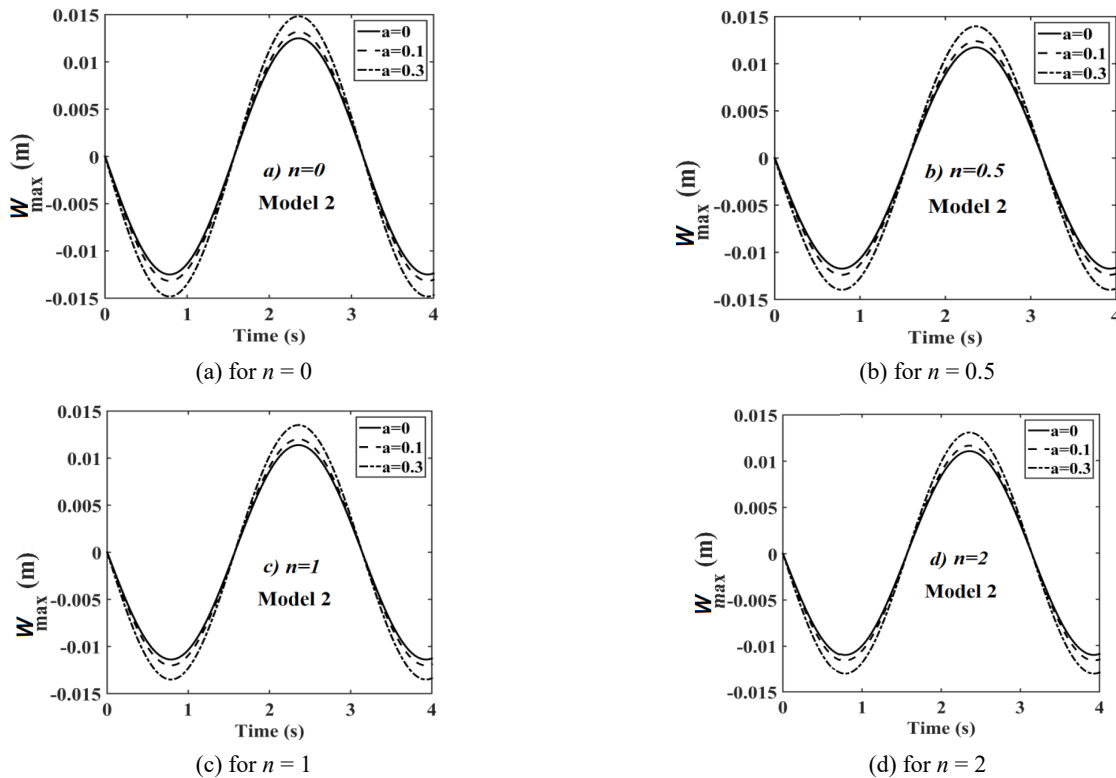 0.015
0.01
0.005
0
-0.005
-0.01
-0.015
W max (m)
a=0
a=0.1
a=0.3
a) n=0
Model 2
0 1 2 3 4
Time (s)
(a) for n = 0
0.015
0.01
0.005
0
-0.005
-0.01
-0.015
W max (m)
a=0
a=0.1
a=0.3
b) n=0.5
Model 2
0 1 2 3 4
Time (s)
(b) for n = 0.5
0.015
0.01
0.005
0
-0.005
-0.01
-0.015
W max (m)
a=0
a=0.1
a=0.3
c) n=1
Model 2
0 1 2 3 4
Time (s)
(c) for n = 1
0.015
0.01
0.005
0
-0.005
-0.01
-0.015
W max (m)
a=0
a=0.1
a=0.3
d) n=2
Model 2
0 1 2 3 4
Time (s)
(d) for n = 2